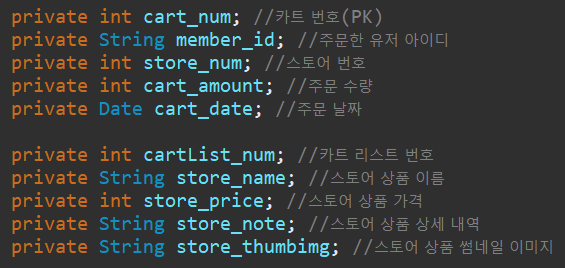 private int cart_num; //카트 번호(PK)
private String member_id; //주문한 유저 아이디
private int store_num; //스토어 번호
private int cart_amount; //주문 수량
private Date cart_date; //주문 날짜
private int cartList_num; //카트 리스트 번호
private String store_name; //스토어 상품 이름
private int store_price; //스토어 상품 가격
private String store_note; //스토어 상품 상세 내역
private String store_thumbimg; //스토어 상품 썸네일 이미지